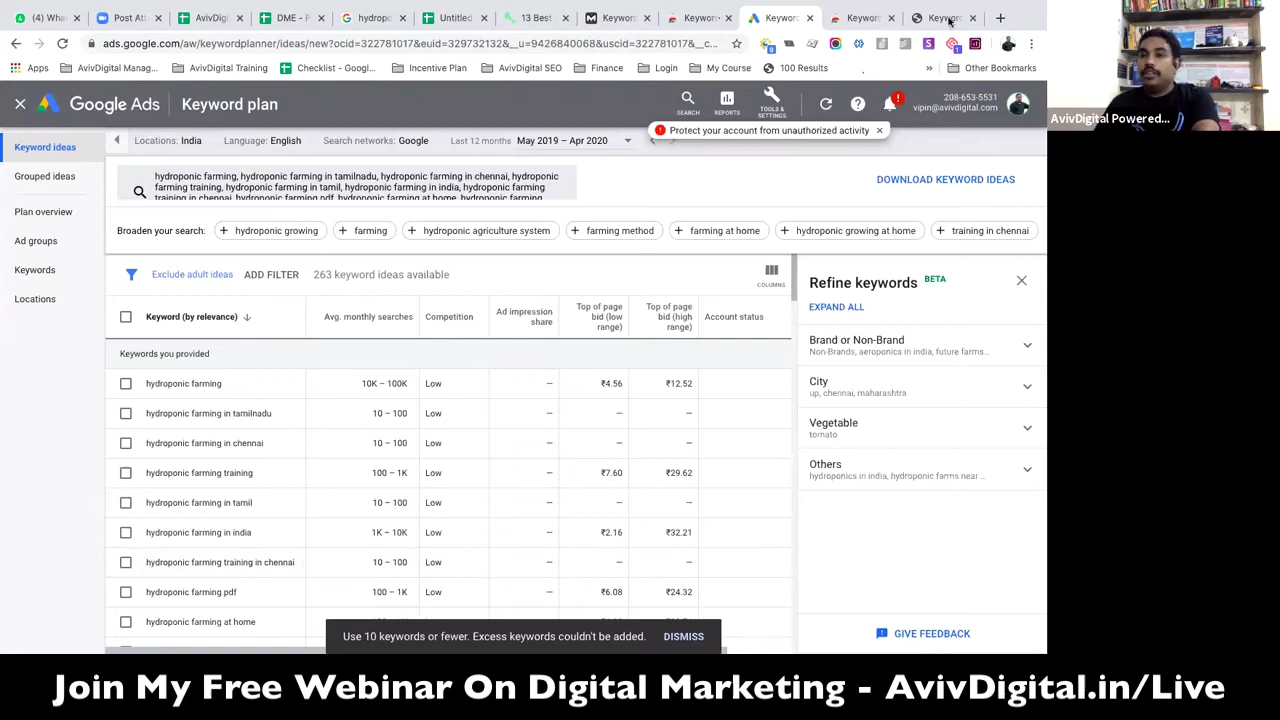 (4) Wha
Post Att
AvivDigi
DME - P
hydropo
Untitled
13 Best
Keyword
Keyword
Keyword
Keyword
Keyword
ads.google.com/aw/keywordplanner/ideas/new?ocid=322781017&euid=329732132&__u=9426840068&uscid=322781017&__c...
Apps
AvivDigital Manag...
AvivDigital Training
Checklist - Googl...
Incentive Plan
AvivDigital SEO
Finance
Login
My Course
100 Results
»
Other Bookmarks
Google Ads
Keyword plan
SEARCH
REPORTS
TOOLS & SETTINGS
208-653-5531
vipin@avivdigital.com
Protect your account from unauthorized activity
Keyword ideas
Grouped ideas
Plan overview
Ad groups
Keywords
Locations
Locations: India
Language: English
Search networks: Google
Last 12 months
May 2019 – Apr 2020
hydroponic farming, hydroponic farming in tamilnadu, hydroponic farming in chennai, hydroponic
farming training, hydroponic farming in tamil, hydroponic farming in india, hydroponic farming
training in chennai, hydroponic farming pdf, hydroponic farming at home, hydroponic farming
DOWNLOAD KEYWORD IDEAS
Broaden your search:
+ hydroponic growing
+ farming
+ hydroponic agriculture system
+ farming method
+ farming at home
+ hydroponic growing at home
+ training in chennai
Exclude adult ideas
ADD FILTER
263 keyword ideas available
COLUMNS
Keyword (by relevance)
Avg. monthly searches
Competition
Ad impression share
Top of page bid (low range)
Top of page bid (high range)
Account status
Keywords you provided
hydroponic farming 10K – 100K Low – ₹4.56 ₹12.52
hydroponic farming in tamilnadu 10 – 100 Low – – –
hydroponic farming in chennai 10 – 100 Low – – –
hydroponic farming training 100 – 1K Low – ₹7.60 ₹29.62
hydroponic farming in tamil 10 – 100 Low – – –
hydroponic farming in india 1K – 10K Low – ₹2.16 ₹32.21
hydroponic farming training in chennai 10 – 100 Low – – –
hydroponic farming pdf 100 – 1K Low – ₹6.08 ₹24.32
hydroponic farming at home
Refine keywords BETA
EXPAND ALL
Brand or Non-Brand
Non-Brands, aeroponics in india, future farms...
City
up, chennai, maharashtra
Vegetable
tomato
Others
hydroponics in india, hydroponic farms near ...
GIVE FEEDBACK
Use 10 keywords or fewer. Excess keywords couldn't be added.
DISMISS
AvivDigital Powered...
Join My Free Webinar On Digital Marketing - AvivDigital.in/Live